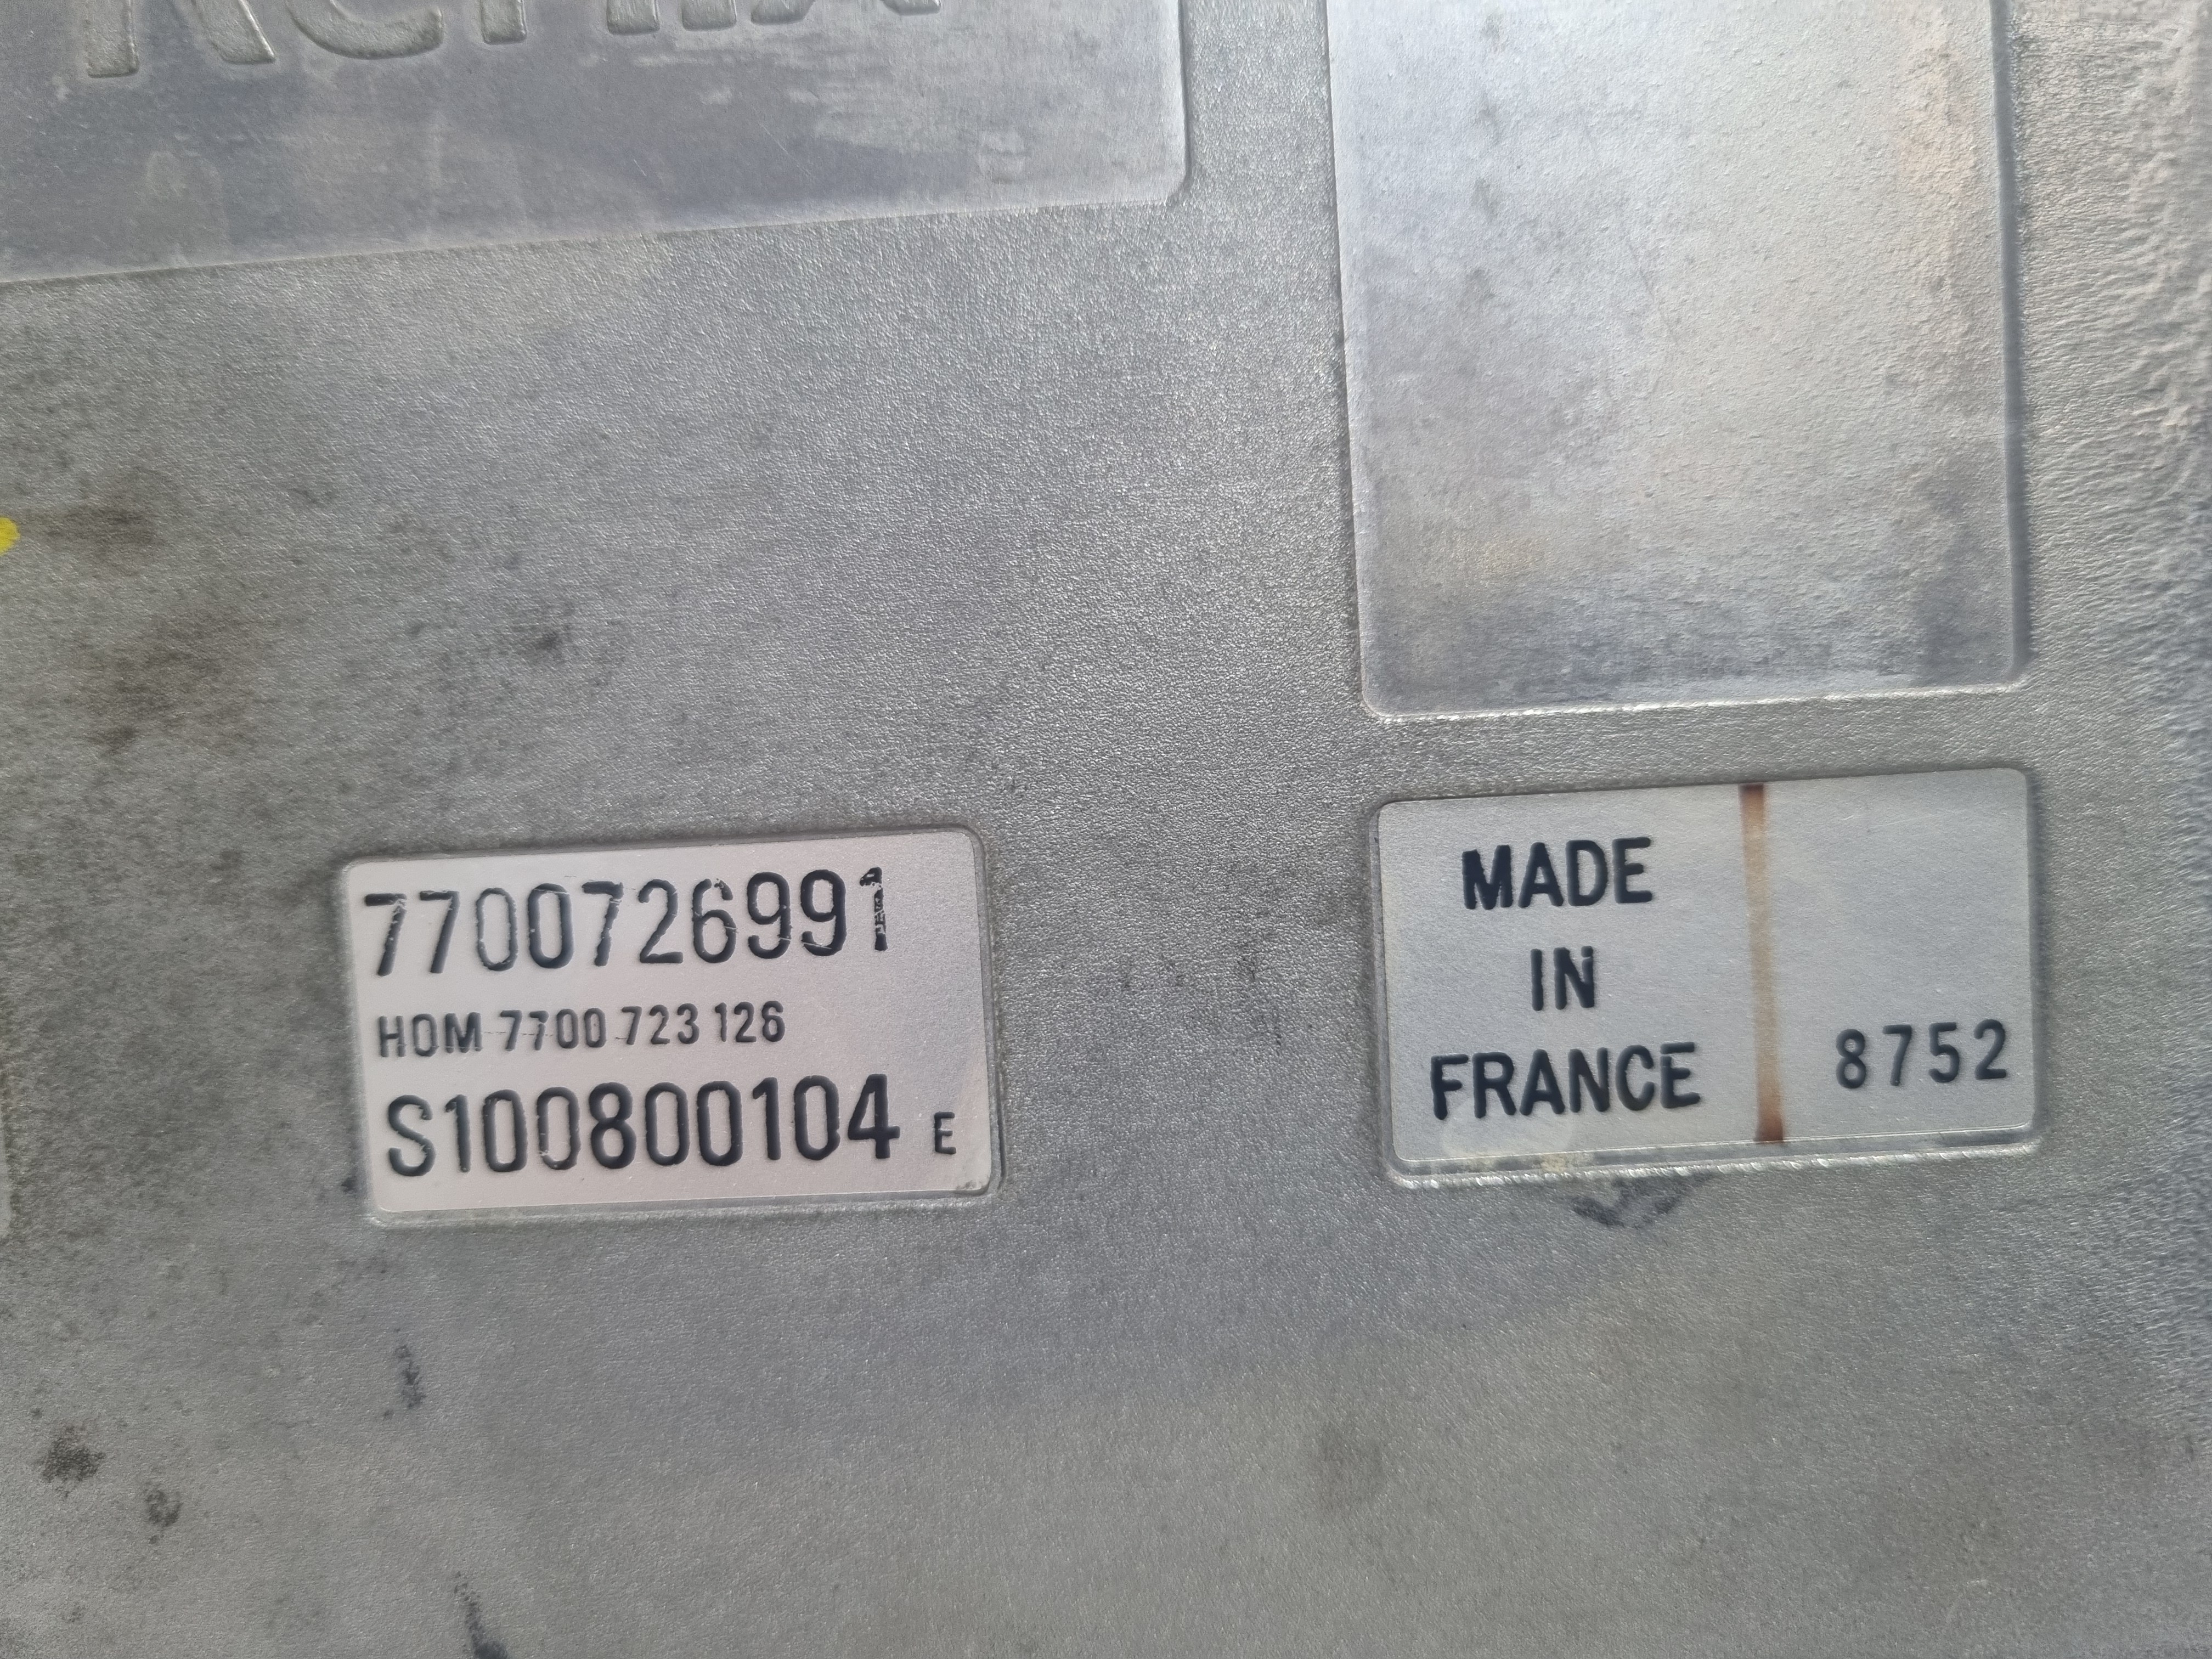 7700726991
HOM 7700 723 126
S100800104 E
MADE
IN
FRANCE
8752